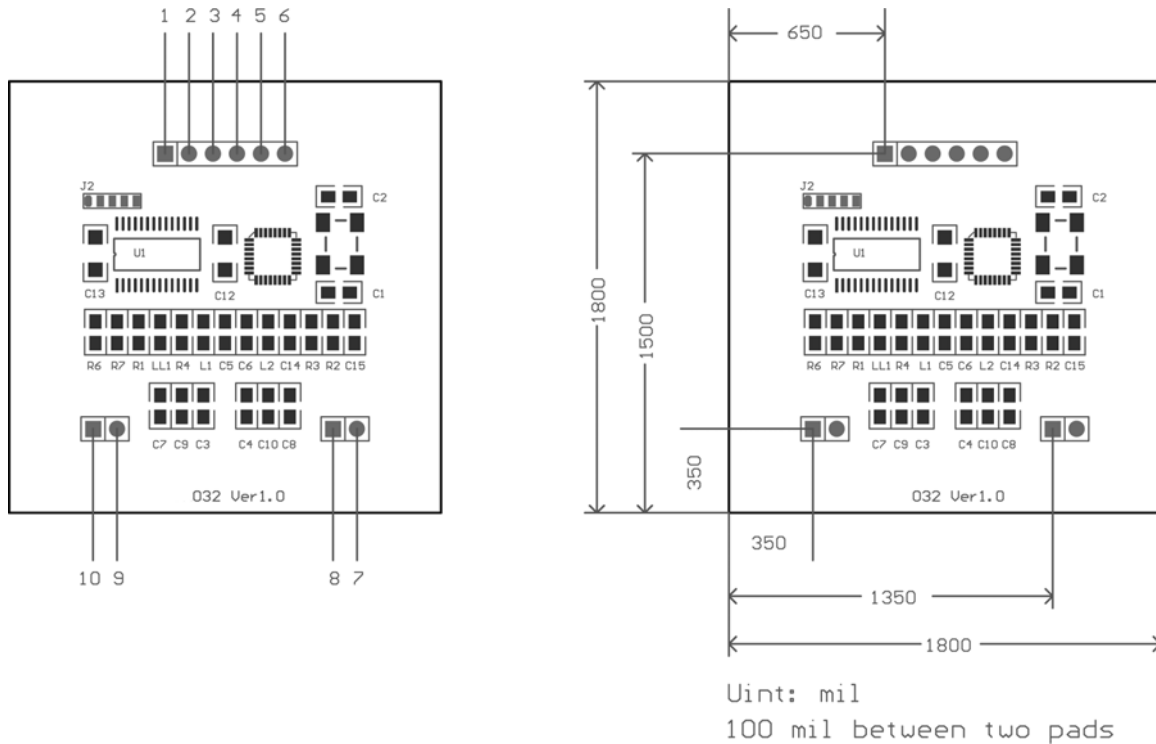 1 2 3 4 5 6
J2
C2
U1
C13
C12
C1
R6 R7 R1 LL1 R4 L1 C5 C6 L2 C14 R3 R2 C15
C7 C9 C3
C4 C10 C8
032 Ver1.0
10 9
8 7
650
1800
1500
J2
C2
U1
C13
C12
C1
R6 R7 R1 LL1 R4 L1 C5 C6 L2 C14 R3 R2 C15
C7 C9 C3
C4 C10 C8
350
032 Ver1.0
350
1350
1800
Uint: mil
100 mil between two pads